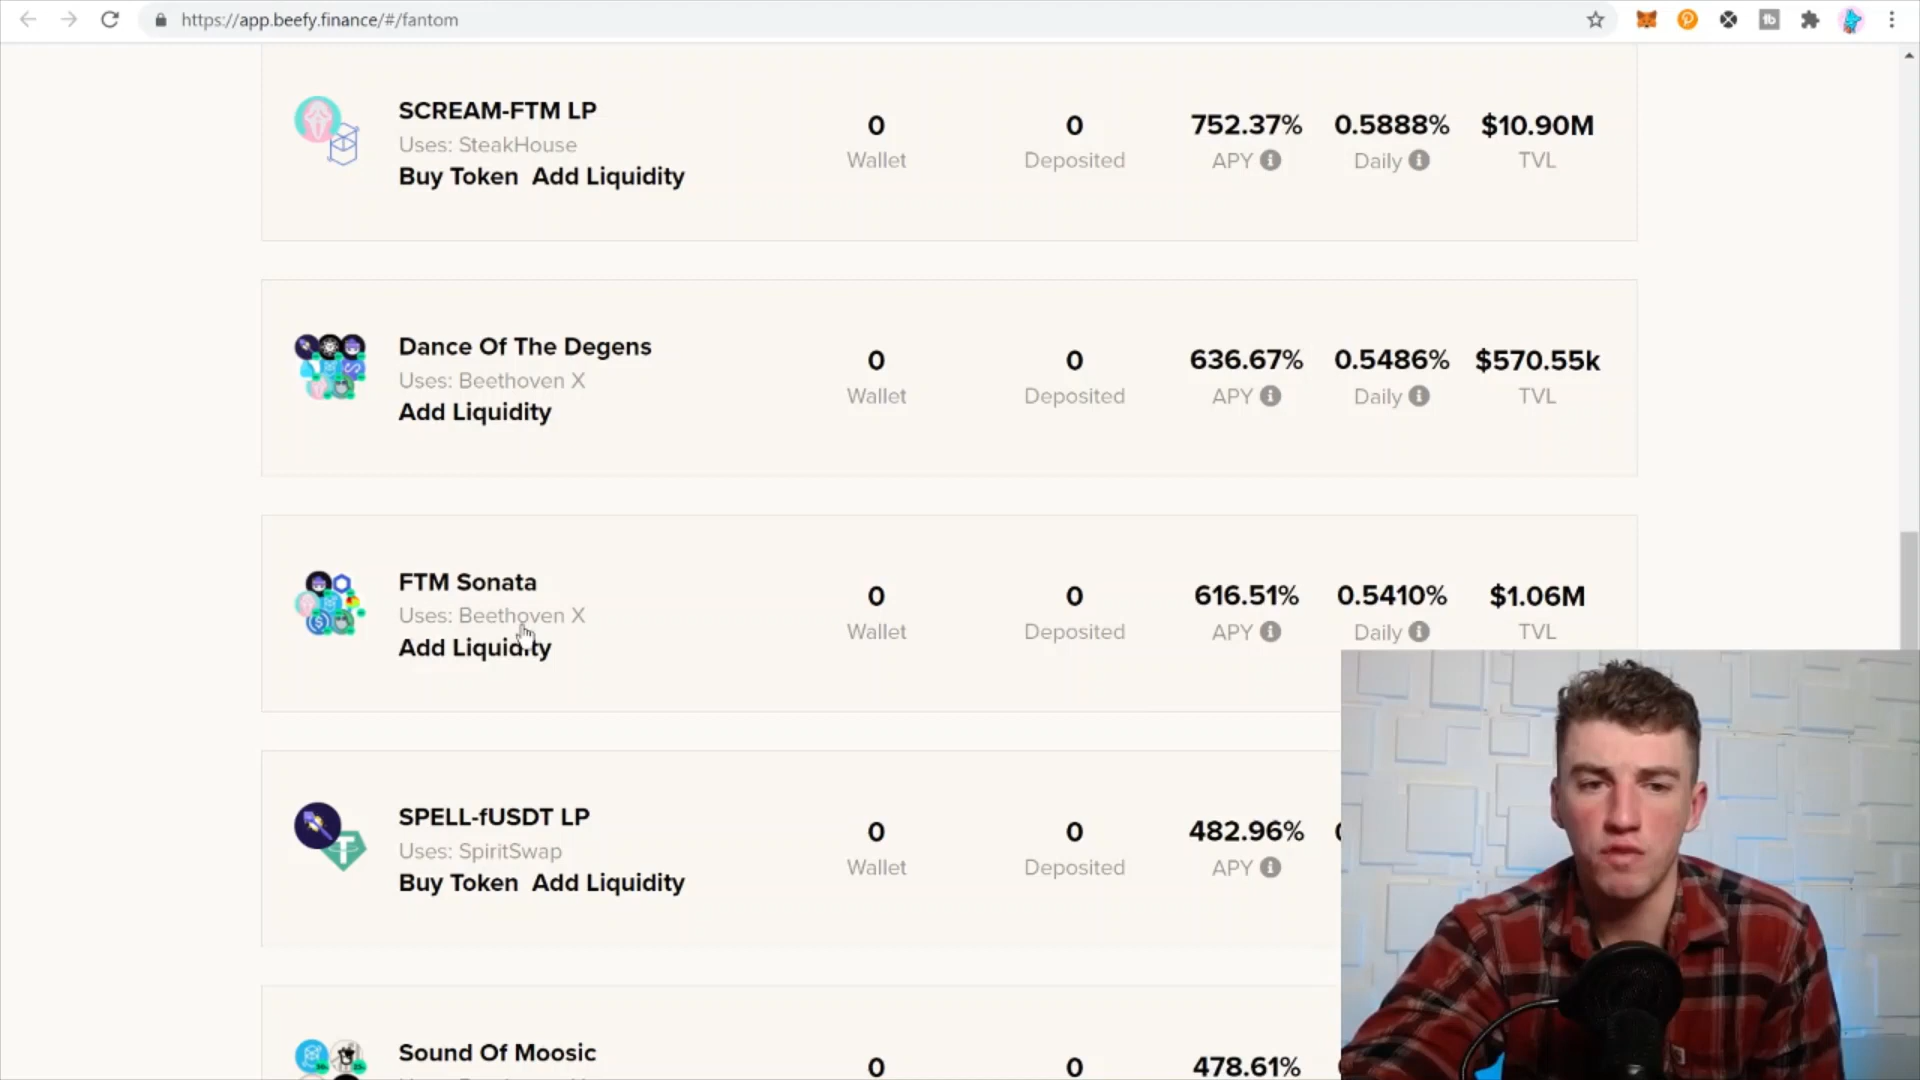 https://app.beefy.finance/#/fantom
SCREAM-FTM LP
Uses: SteakHouse
Buy Token Add Liquidity
0
Wallet
0
Deposited
752.37%
APY
0.5888%
Daily
$10.90M
TVL
Dance Of The Degens
Uses: Beethoven X
Add Liquidity
0
Wallet
0
Deposited
636.67%
APY
0.5486%
Daily
$570.55k
TVL
FTM Sonata
Uses: Beethoven X
Add Liquidity
0
Wallet
0
Deposited
616.51%
APY
0.5410%
Daily
$1.06M
TVL
SPELL-fUSDT LP
Uses: SpiritSwap
Buy Token Add Liquidity
0
Wallet
0
Deposited
482.96%
APY
Sound Of Moosic
0
0
478.61%